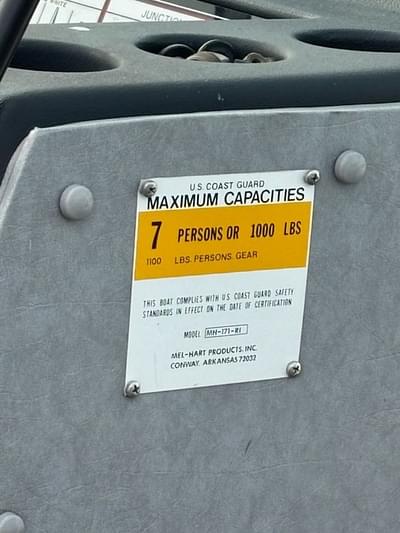 JUNCTION
U.S. COAST GUARD
MAXIMUM CAPACITIES
7 PERSONS OR 1000 LBS
1100 LBS. PERSONS. GEAR
THIS BOAT COMPLIES WITH U.S. COAST GUARD SAFETY
STANDARDS IN EFFECT ON THE DATE OF CERTIFICATION
MODEL MH-171-RI
MEL-HART PRODUCTS, INC.
CONWAY, ARKANSAS 72032